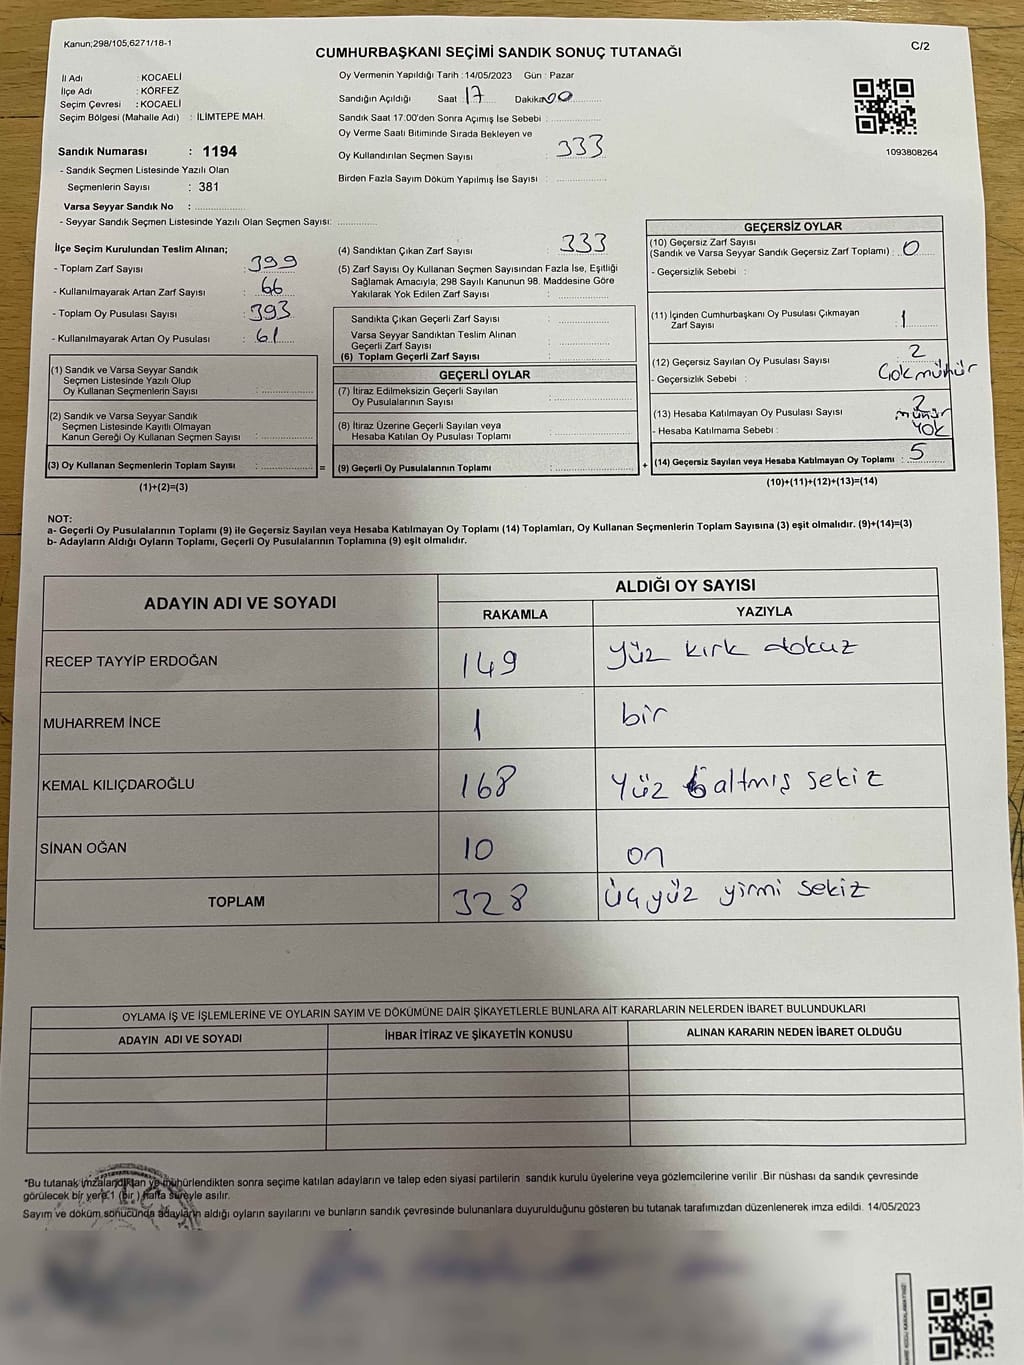 Kanun;298/105,6271/18-1
C/2
CUMHURBAŞKANI SEÇİMİ SANDIK SONUÇ TUTANAĞI
İl Adı : KOCAELİ
İlçe Adı : KÖRFEZ
Seçim Çevresi : KOCAELİ
Seçim Bölgesi (Mahalle Adı) : İLİMTEPE MAH.
Oy Vermenin Yapıldığı Tarih : 14/05/2023 Gün : Pazar
Sandığın Açıldığı Saat 17 Dakika 00
Sandık Saat 17.00'den Sonra Açımış İse Sebebi :
Oy Verme Saati Bitiminde Sırada Bekleyen ve
Oy Kullandırılan Seçmen Sayısı : 333
Birden Fazla Sayım Döküm Yapılmış İse Sayısı :
1093808264
Sandık Numarası : 1194
- Sandık Seçmen Listesinde Yazılı Olan
Seçmenlerin Sayısı : 381
Varsa Seyyar Sandık No :
- Seyyar Sandık Seçmen Listesinde Yazılı Olan Seçmen Sayısı:
İlçe Seçim Kurulundan Teslim Alınan;
- Toplam Zarf Sayısı : 399
- Kullanılmayarak Artan Zarf Sayısı : 66
- Toplam Oy Pusulası Sayısı : 393
- Kullanılmayarak Artan Oy Pusulası : 61
(1) Sandık ve Varsa Seyyar Sandık
Seçmen Listesinde Yazılı Olup
Oy Kullanan Seçmenlerin Sayısı :
(2) Sandık ve Varsa Seyyar Sandık
Seçmen Listesinde Kayıtlı Olmayan
Kanun Gereği Oy Kullanan Seçmen Sayısı :
(3) Oy Kullanan Seçmenlerin Toplam Sayısı :
(1)+(2)=(3)
(4) Sandıktan Çıkan Zarf Sayısı : 333
(5) Zarf Sayısı Oy Kullanan Seçmen Sayısından Fazla İse, Eşitliği
Sağlamak Amacıyla; 298 Sayılı Kanunun 98. Maddesine Göre
Yakılarak Yok Edilen Zarf Sayısı :
Sandıkta Çıkan Geçerli Zarf Sayısı :
Varsa Seyyar Sandıktan Teslim Alınan
Geçerli Zarf Sayısı :
(6) Toplam Geçerli Zarf Sayısı :
GEÇERLİ OYLAR
(7) İtiraz Edilmeksizin Geçerli Sayılan
Oy Pusulalarının Sayısı :
(8) İtiraz Üzerine Geçerli Sayılan veya
Hesaba Katılan Oy Pusulası Toplamı :
= (9) Geçerli Oy Pusulalarının Toplamı :
GEÇERSİZ OYLAR
(10) Geçersiz Zarf Sayısı
(Sandık ve Varsa Seyyar Sandık Geçersiz Zarf Toplamı) : 0
- Geçersizlik Sebebi :
(11) İçinden Cumhurbaşkanı Oy Pusulası Çıkmayan
Zarf Sayısı : 1
(12) Geçersiz Sayılan Oy Pusulası Sayısı : 2
- Geçersizlik Sebebi : Çokmühür
(13) Hesaba Katılmayan Oy Pusulası Sayısı : 2
- Hesaba Katılmama Sebebi : mühür yok
+ (14) Geçersiz Sayılan veya Hesaba Katılmayan Oy Toplamı : 5
(10)+(11)+(12)+(13)=(14)
NOT:
a- Geçerli Oy Pusulalarının Toplamı (9) ile Geçersiz Sayılan veya Hesaba Katılmayan Oy Toplamı (14) Toplamları, Oy Kullanan Seçmenlerin Toplam Sayısına (3) eşit olmalıdır. (9)+(14)=(3)
b- Adayların Aldığı Oyların Toplamı, Geçerli Oy Pusulalarının Toplamına (9) eşit olmalıdır.
ADAYIN ADI VE SOYADI
ALDIĞI OY SAYISI
RAKAMLA YAZIYLA
RECEP TAYYİP ERDOĞAN 149 yüz kırk dokuz
MUHARREM İNCE 1 bir
KEMAL KILIÇDAROĞLU 168 Yüz altmış sekiz
SİNAN OĞAN 10 on
TOPLAM 328 üçyüz yirmi sekiz
OYLAMA İŞ VE İŞLEMLERİNE VE OYLARIN SAYIM VE DÖKÜMÜNE DAİR ŞİKAYETLERLE BUNLARA AİT KARARLARIN NELERDEN İBARET BULUNDUKLARI
ADAYIN ADI VE SOYADI İHBAR İTİRAZ VE ŞİKAYETİN KONUSU ALINAN KARARIN NEDEN İBARET OLDUĞU
*Bu tutanak imzalandıktan ve mühürlendikten sonra seçime katılan adayların ve talep eden siyasi partilerin sandık kurulu üyelerine veya gözlemcilerine verilir .Bir nüshası da sandık çevresinde
görülecek bir yere 1 (bir ) hafta süreyle asılır.
Sayım ve döküm sonucunda adayların aldığı oyların sayılarını ve bunların sandık çevresinde bulunanlara duyurulduğunu gösteren bu tutanak tarafımızdan düzenlenerek imza edildi. 14/05/2023